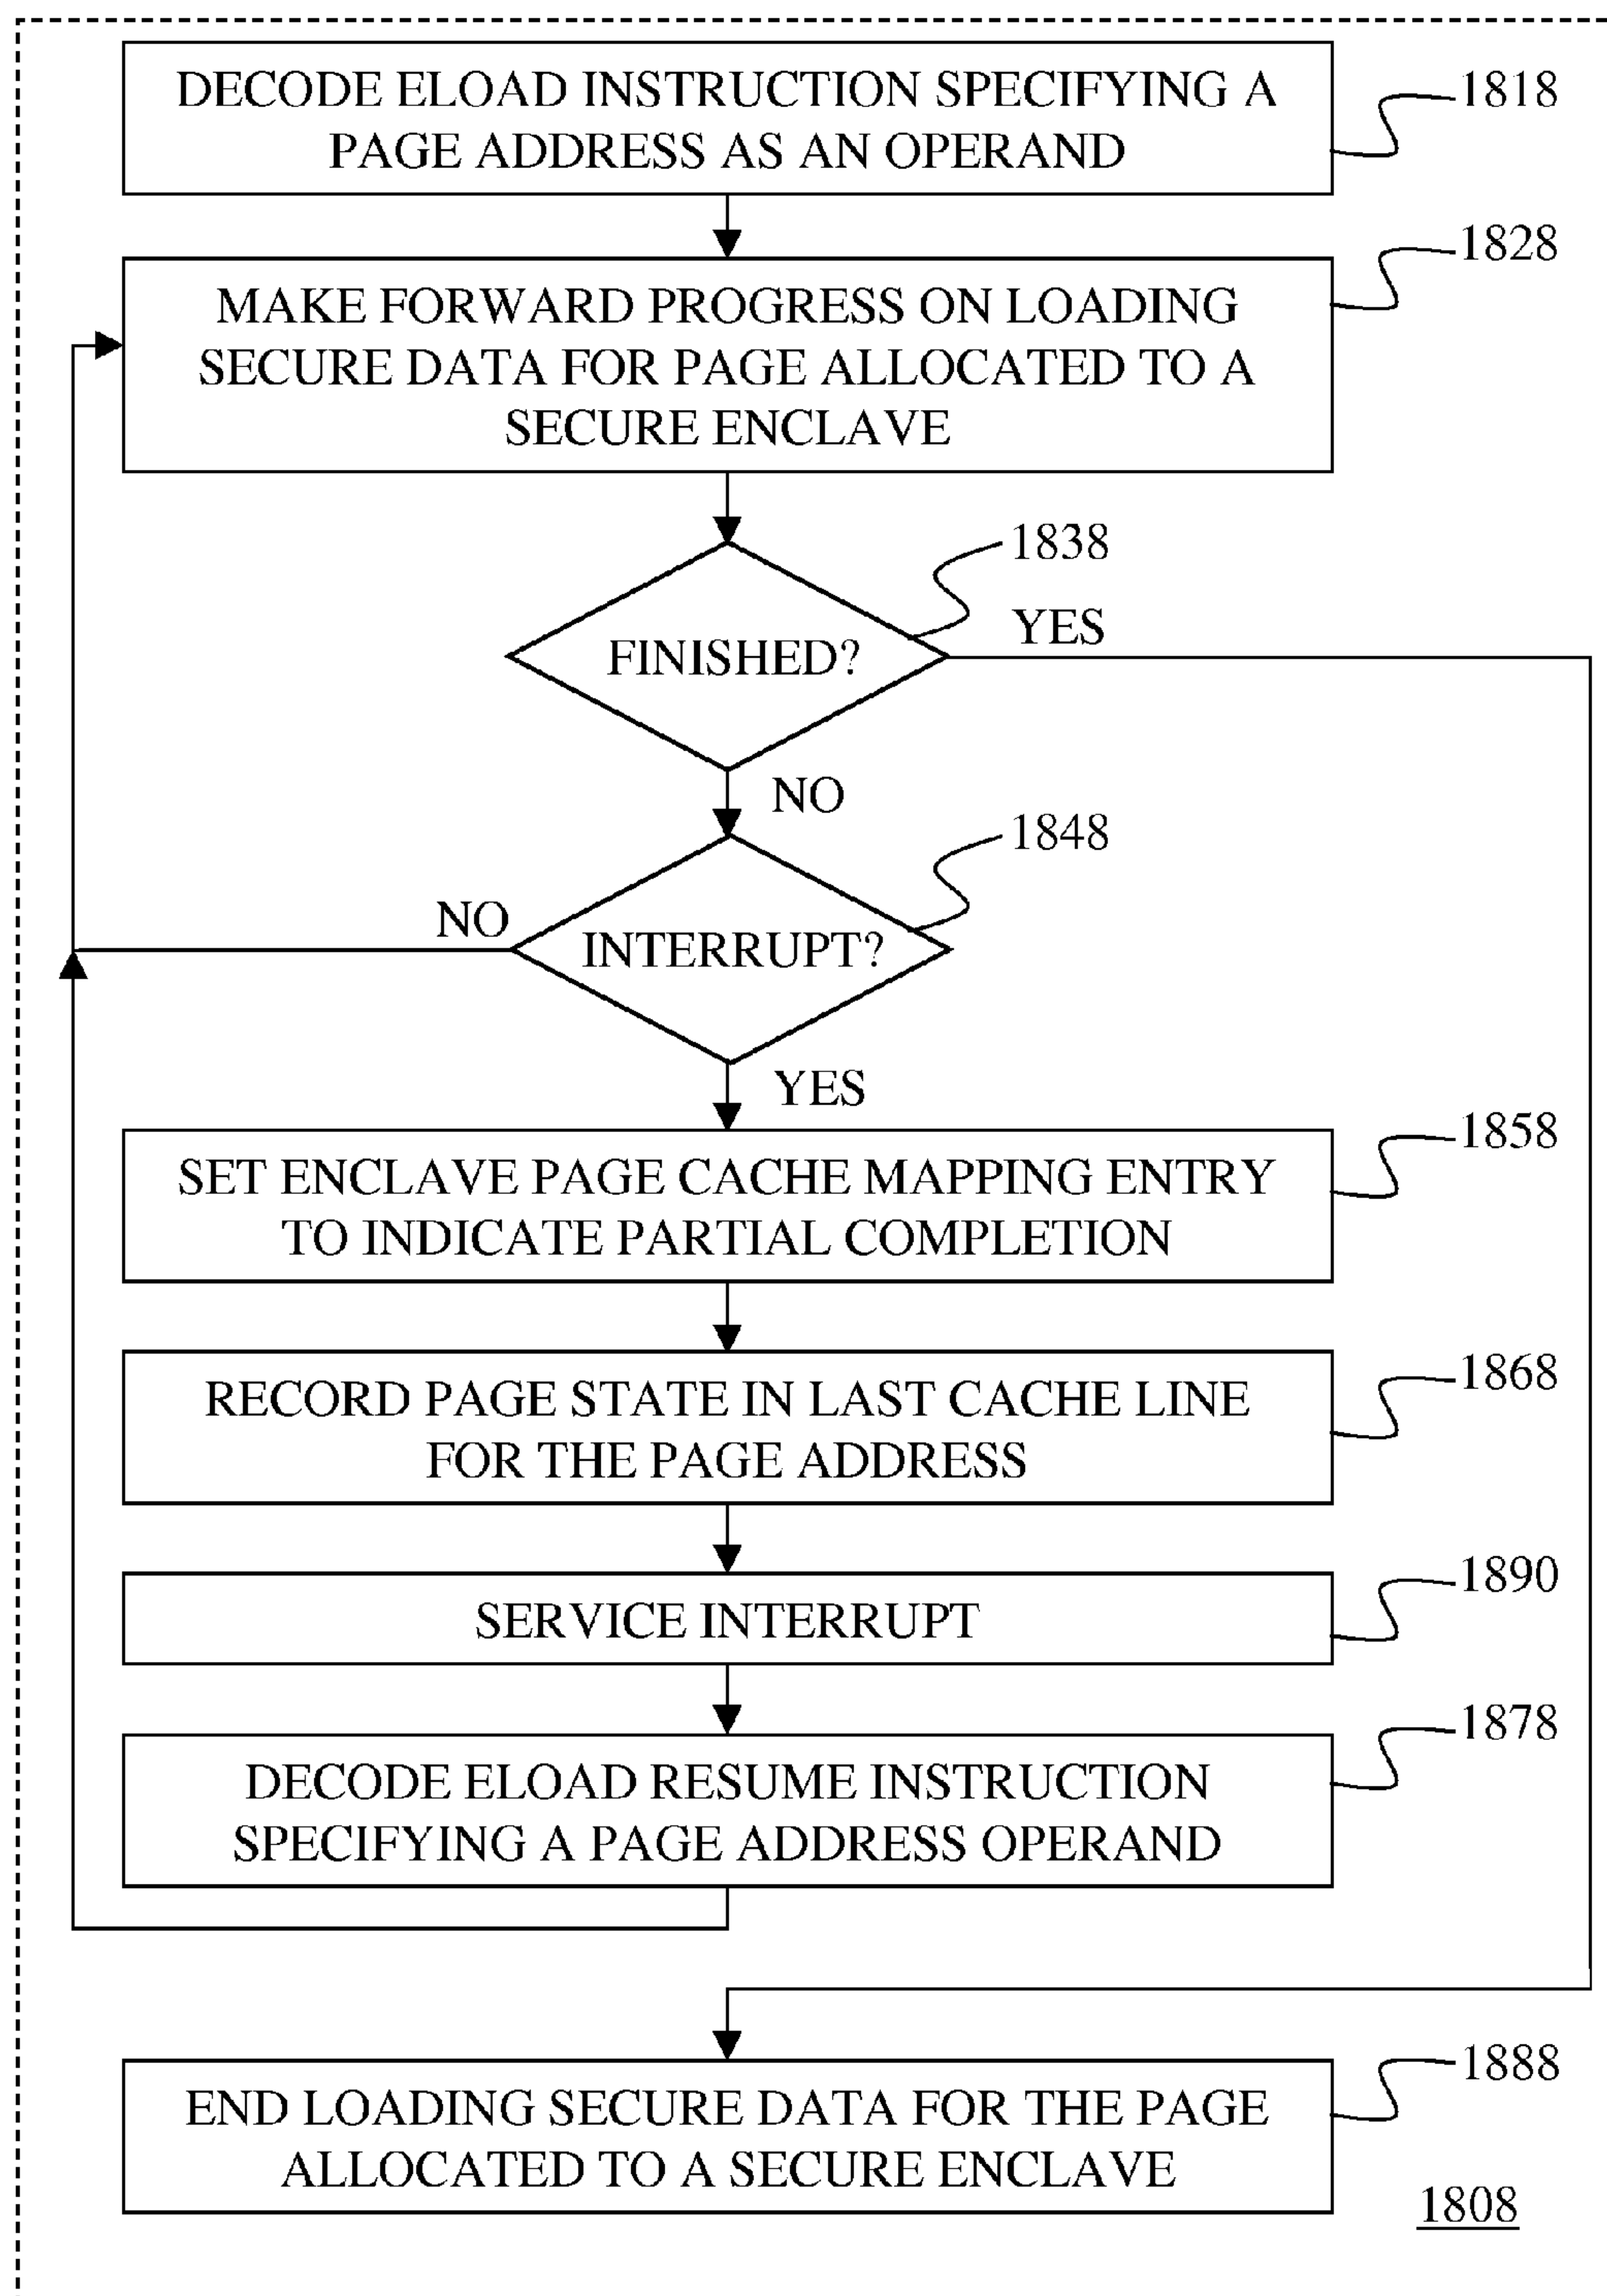 DECODE ELOAD INSTRUCTION SPECIFYING A
PAGE ADDRESS AS AN OPERAND
1818
MAKE FORWARD PROGRESS ON LOADING
SECURE DATA FOR PAGE ALLOCATED TO A
SECURE ENCLAVE
1828
FINISHED?
1838
YES
NO
INTERRUPT?
1848
NO
YES
SET ENCLAVE PAGE CACHE MAPPING ENTRY
TO INDICATE PARTIAL COMPLETION
1858
RECORD PAGE STATE IN LAST CACHE LINE
FOR THE PAGE ADDRESS
1868
SERVICE INTERRUPT
1890
DECODE ELOAD RESUME INSTRUCTION
SPECIFYING A PAGE ADDRESS OPERAND
1878
END LOADING SECURE DATA FOR THE PAGE
ALLOCATED TO A SECURE ENCLAVE
1888
1808